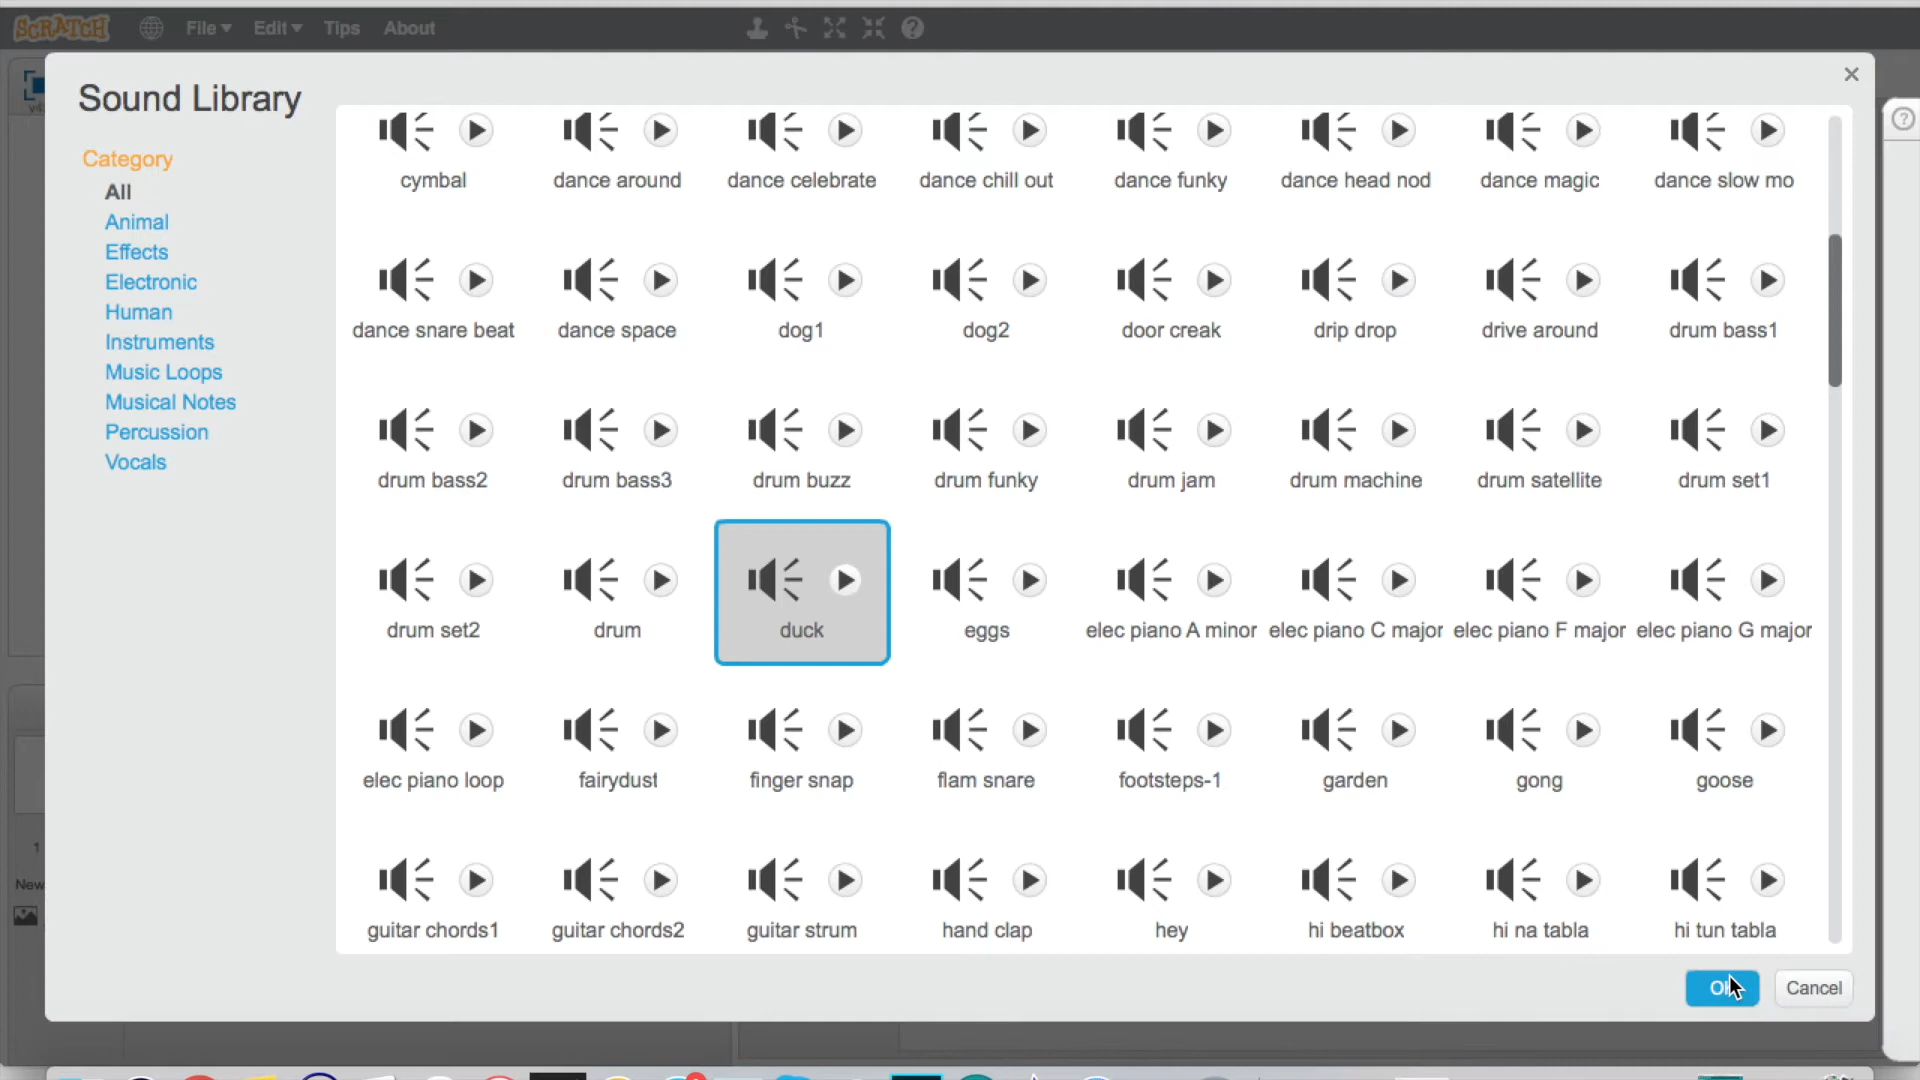 SCRATCH File Edit Tips About
Sound Library
Category
All
Animal
Effects
Electronic
Human
Instruments
Music Loops
Musical Notes
Percussion
Vocals
cymbal dance around dance celebrate dance chill out dance funky dance head nod dance magic dance slow mo
dance snare beat dance space dog1 dog2 door creak drip drop drive around drum bass1
drum bass2 drum bass3 drum buzz drum funky drum jam drum machine drum satellite drum set1
drum set2 drum duck eggs elec piano A minor elec piano C major elec piano F major elec piano G major
elec piano loop fairydust finger snap flam snare footsteps-1 garden gong goose
guitar chords1 guitar chords2 guitar strum hand clap hey hi beatbox hi na tabla hi tun tabla
Cancel
1
New